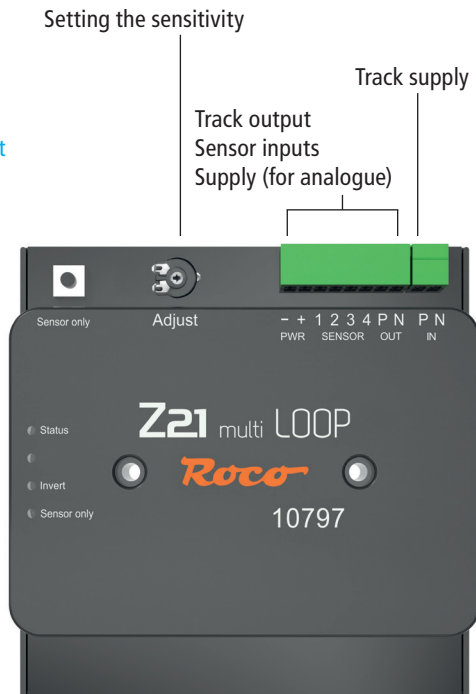 Setting the sensitivity
Track supply
Track output
Sensor inputs
Supply (for analogue)
t
Sensor only
Adjust
– + 1 2 3 4 P N P N
PWR SENSOR OUT IN
Status
Z21 multi LOOP
Roco
Invert
Sensor only
10797